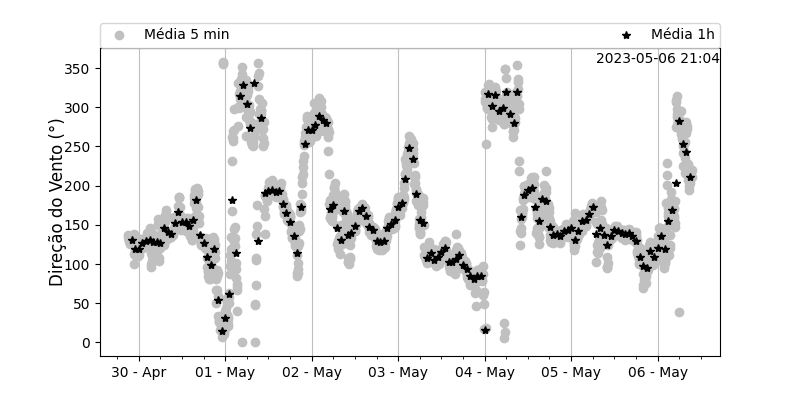 Média 5 min
Média 1h
2023-05-06 21:04
Direção do Vento (°)
350
300
250
200
150
100
50
0
30 - Apr
01 - May
02 - May
03 - May
04 - May
05 - May
06 - May